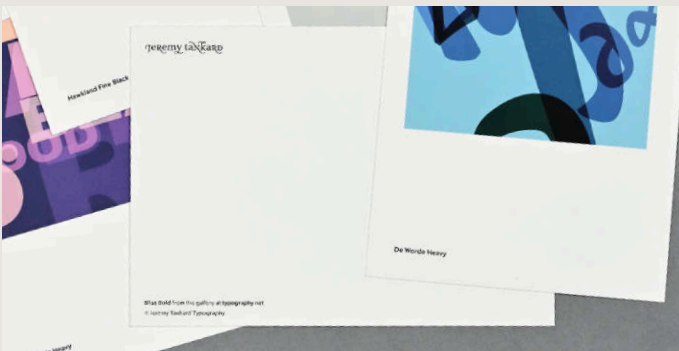 Jeremy Tankard
Hawkland Fine Black
De Worde Heavy
Blue Bold from the gallery at typography.net
© Jeremy Tankard Typography
Heavy